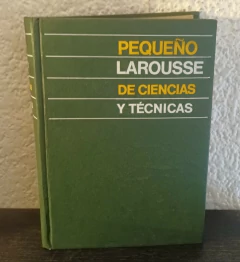 PEQUEÑO
LAROUSSE
DE CIENCIAS
Y TÉCNICAS